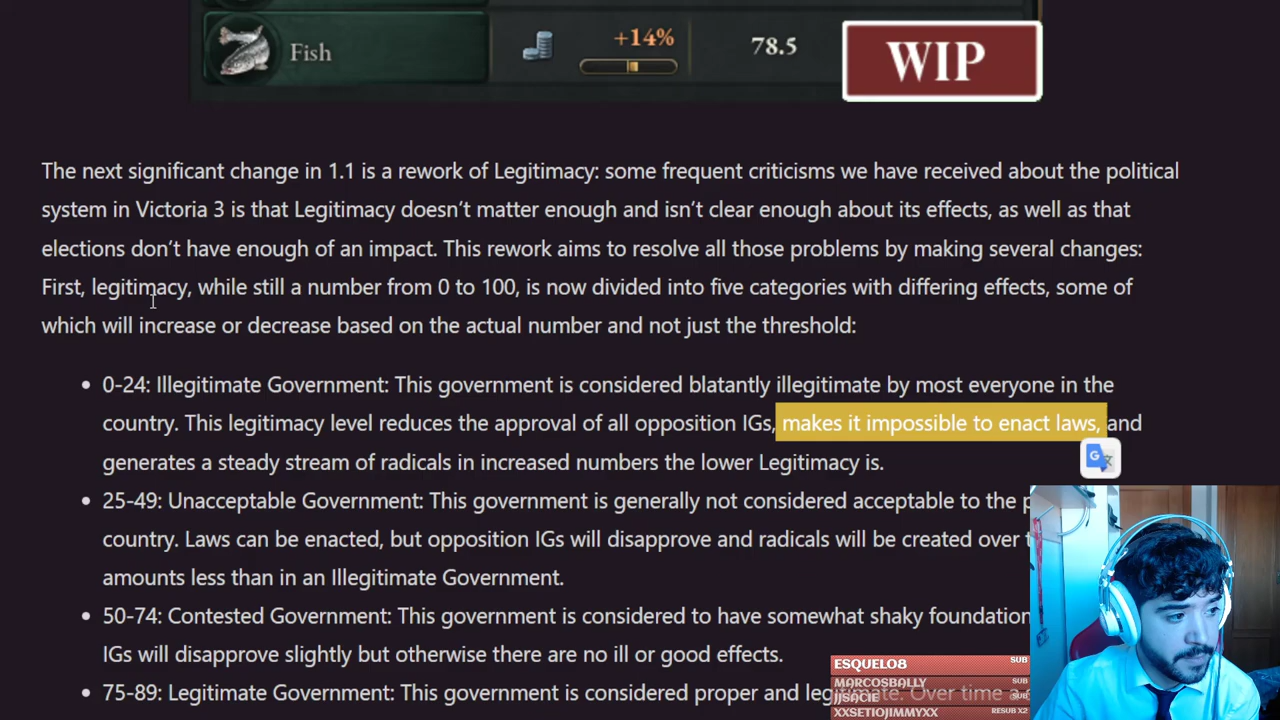 Fish
+14%
78.5
WIP
The next significant change in 1.1 is a rework of Legitimacy: some frequent criticisms we have received about the political
system in Victoria 3 is that Legitimacy doesn’t matter enough and isn’t clear enough about its effects, as well as that
elections don’t have enough of an impact. This rework aims to resolve all those problems by making several changes:
First, legitimacy, while still a number from 0 to 100, is now divided into five categories with differing effects, some of
which will increase or decrease based on the actual number and not just the threshold:
• 0-24: Illegitimate Government: This government is considered blatantly illegitimate by most everyone in the
country. This legitimacy level reduces the approval of all opposition IGs, makes it impossible to enact laws, and
generates a steady stream of radicals in increased numbers the lower Legitimacy is.
• 25-49: Unacceptable Government: This government is generally not considered acceptable to the
country. Laws can be enacted, but opposition IGs will disapprove and radicals will be created over
amounts less than in an Illegitimate Government.
• 50-74: Contested Government: This government is considered to have somewhat shaky foundation
IGs will disapprove slightly but otherwise there are no ill or good effects.
• 75-89: Legitimate Government: This government is considered proper and legitimate. Over time a
ESQUELO8 SUB
MARCOSBALLY SUB
JJSACIE SUB
XXSETIOJIMMYXX RESUB X2